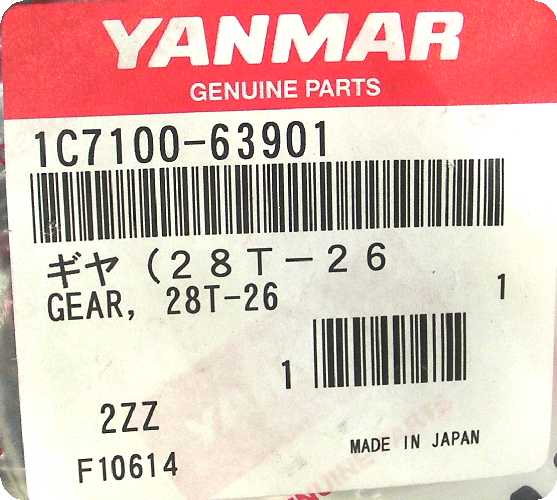 YANMAR
GENUINE PARTS
1C7100-63901
ギヤ（２８Ｔ－２６
GEAR, 28T-26
1
1
2ZZ
MADE IN JAPAN
F10614